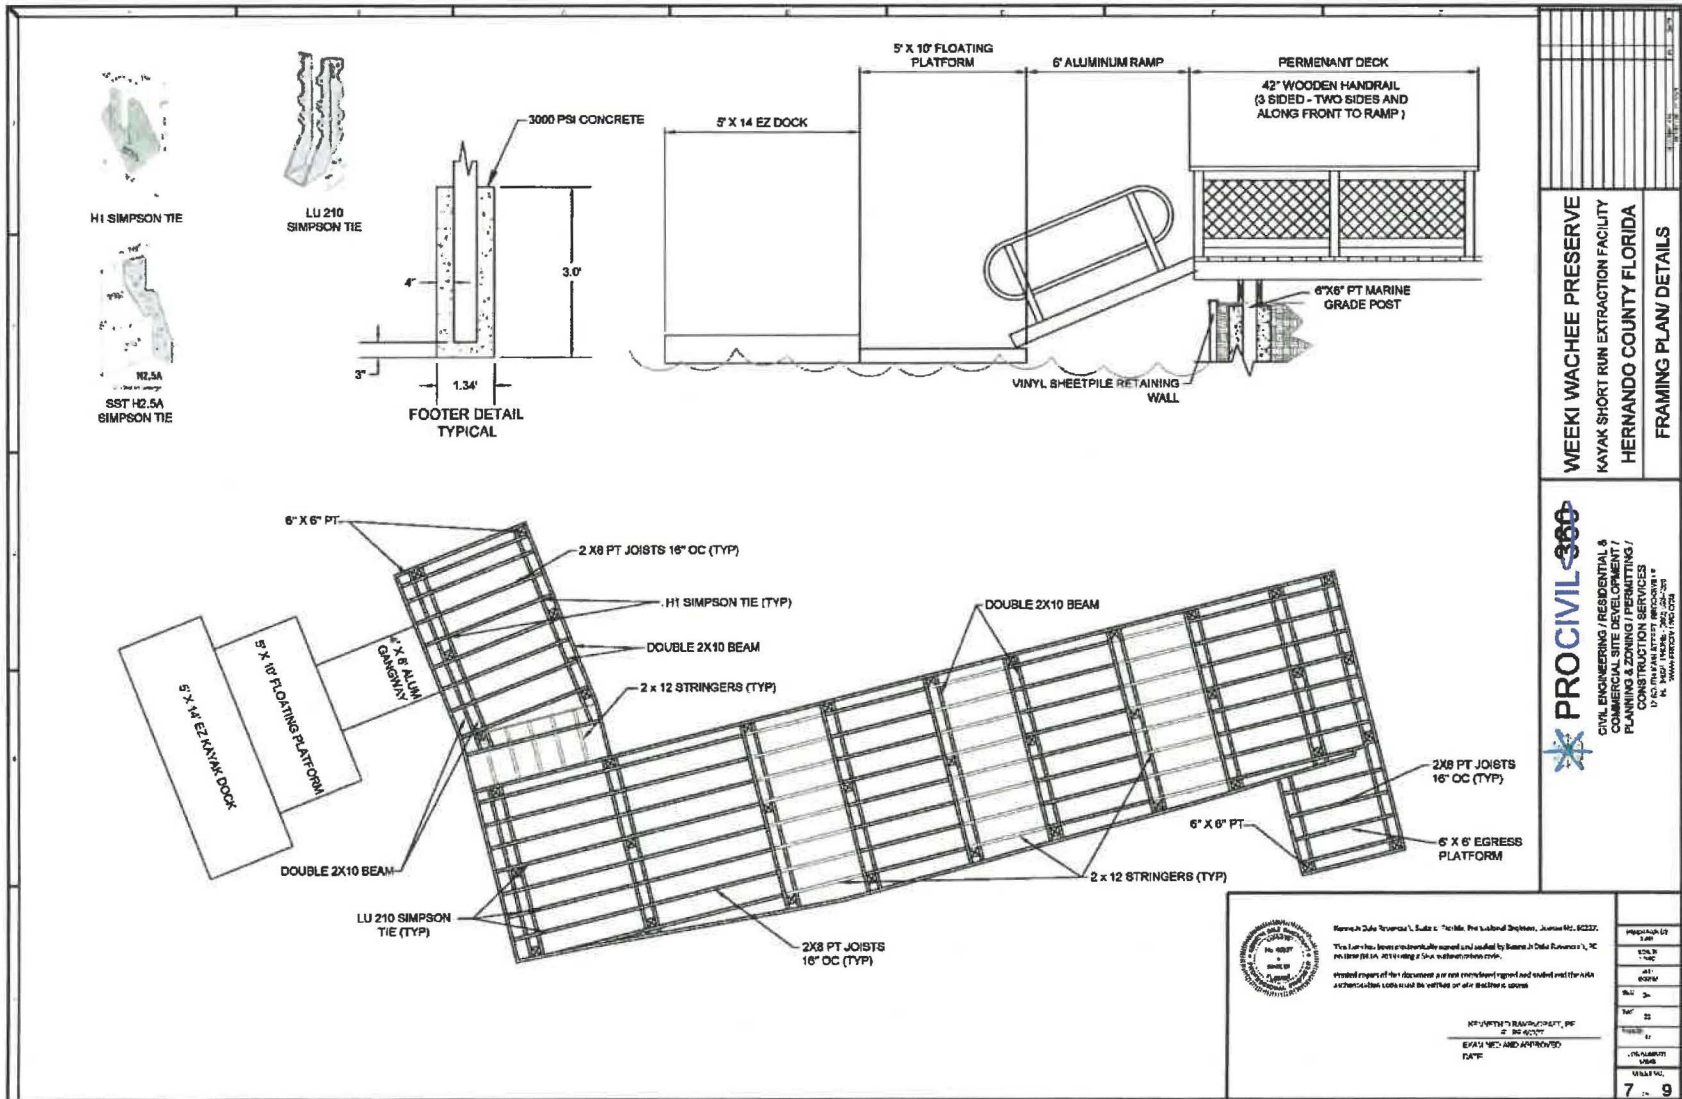 H1 SIMPSON TIE
LU 210
SIMPSON TIE
H2.5A
SST H2.5A
SIMPSON TIE
3000 PSI CONCRETE
4"
3.0'
3"
1.34'
FOOTER DETAIL
TYPICAL
5' X 14 EZ DOCK
5' X 10' FLOATING
PLATFORM
6' ALUMINUM RAMP
PERMENANT DECK
42" WOODEN HANDRAIL
(3 SIDED - TWO SIDES AND
ALONG FRONT TO RAMP )
6"X6" PT MARINE
GRADE POST
VINYL SHEETPILE RETAINING
WALL
6" X 6" PT
2 X8 PT JOISTS 16" OC (TYP)
H1 SIMPSON TIE (TYP)
DOUBLE 2X10 BEAM
2 x 12 STRINGERS (TYP)
4' X 6' ALUM
GANGWAY
5' X 10' FLOATING PLATFORM
5' X 14' EZ KAYAK DOCK
DOUBLE 2X10 BEAM
LU 210 SIMPSON
TIE (TYP)
2X8 PT JOISTS
16" OC (TYP)
DOUBLE 2X10 BEAM
2 x 12 STRINGERS (TYP)
6" X 6" PT
2X8 PT JOISTS
16" OC (TYP)
6' X 6' EGRESS
PLATFORM
WEEKI WACHEE PRESERVE
KAYAK SHORT RUN EXTRACTION FACILITY
HERNANDO COUNTY FLORIDA
FRAMING PLAN/ DETAILS
PROCIVIL 360
CIVIL ENGINEERING / RESIDENTIAL &
COMMERCIAL SITE DEVELOPMENT /
PLANNING & ZONING / PERMITTING /
CONSTRUCTION SERVICES
EXAMINED AND APPROVED
DATE
7 9